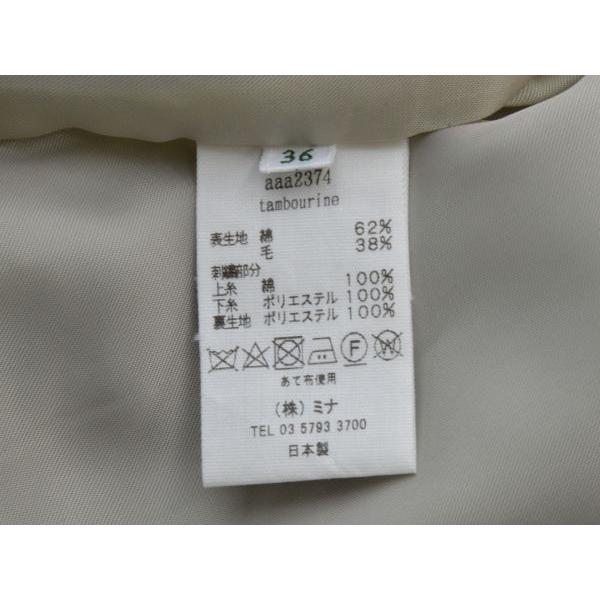 36
aaa2374
tambourine
表生地 綿 62%
毛 38%
刺繍部分
上糸 綿 100%
下糸 ポリエステル 100%
裏生地 ポリエステル 100%
F W
あて布使用
(株) ミナ
TEL 03 5793 3700
日本製